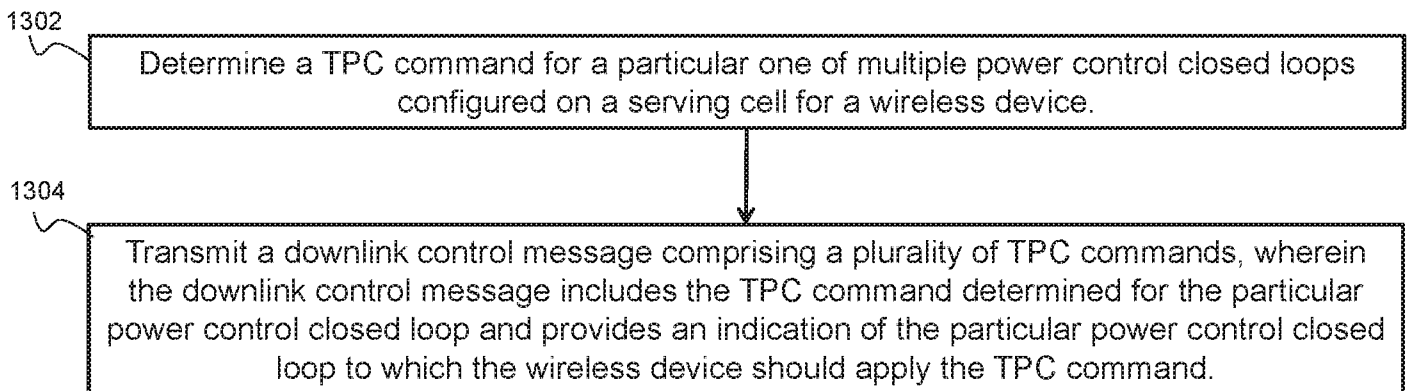 1302
Determine a TPC command for a particular one of multiple power control closed loops
configured on a serving cell for a wireless device.
1304
Transmit a downlink control message comprising a plurality of TPC commands, wherein
the downlink control message includes the TPC command determined for the particular
power control closed loop and provides an indication of the particular power control closed
loop to which the wireless device should apply the TPC command.